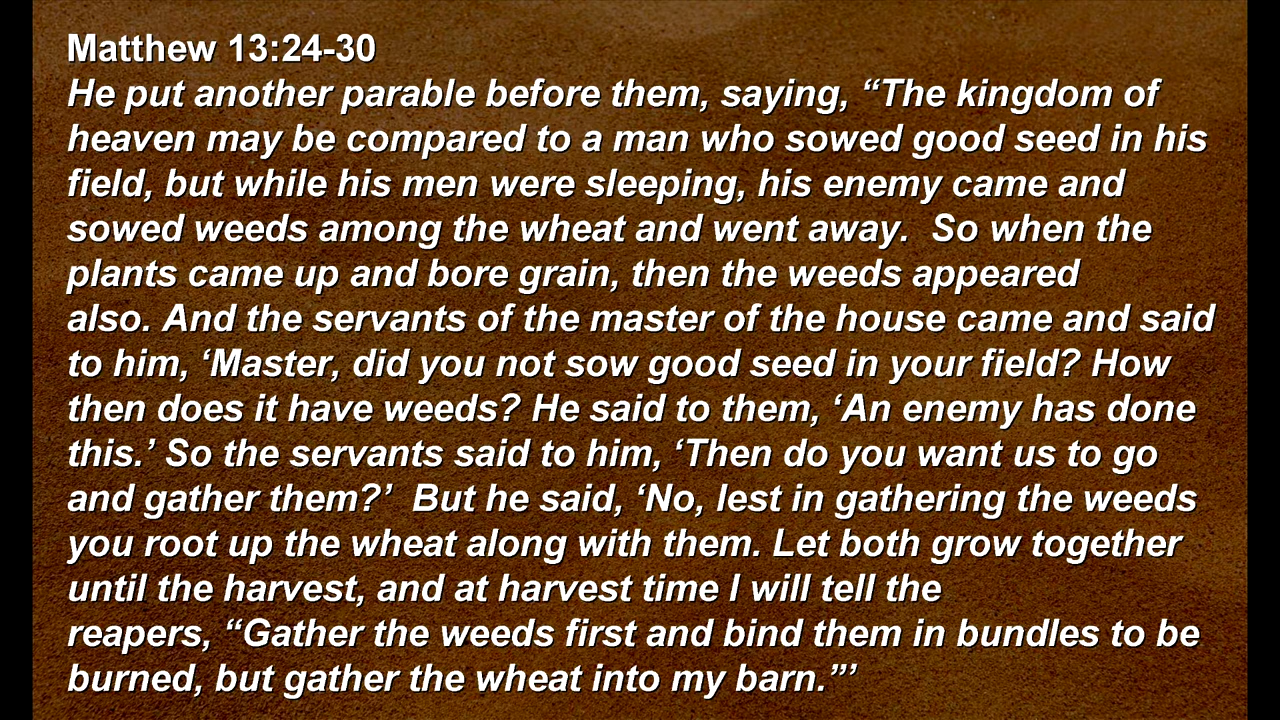 Matthew 13:24-30
He put another parable before them, saying, “The kingdom of
heaven may be compared to a man who sowed good seed in his
field, but while his men were sleeping, his enemy came and
sowed weeds among the wheat and went away.  So when the
plants came up and bore grain, then the weeds appeared
also. And the servants of the master of the house came and said
to him, ‘Master, did you not sow good seed in your field? How
then does it have weeds? He said to them, ‘An enemy has done
this.’ So the servants said to him, ‘Then do you want us to go
and gather them?’  But he said, ‘No, lest in gathering the weeds
you root up the wheat along with them. Let both grow together
until the harvest, and at harvest time I will tell the
reapers, “Gather the weeds first and bind them in bundles to be
burned, but gather the wheat into my barn.”’